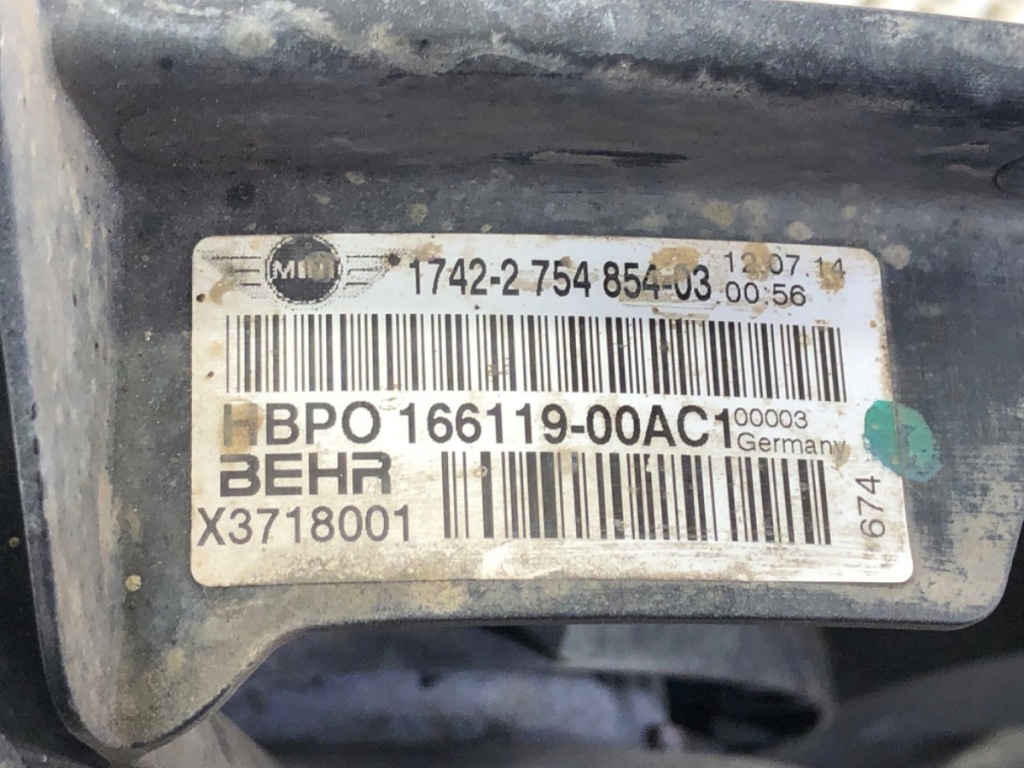 MINI 1742-2 754 854-03 12.07.14
00:56
HBPO 166119-00AC1 00003
Germany
BEHR
X3718001
674